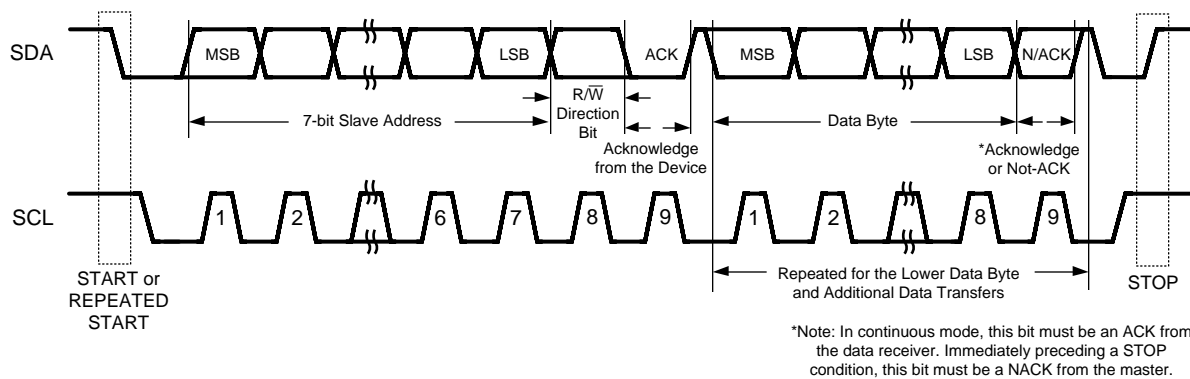 SDA
MSB
LSB
ACK
MSB
LSB
N/ACK
7-bit Slave Address
R/W̅
Direction
Bit
Acknowledge
from the Device
Data Byte
*Acknowledge
or Not-ACK
SCL
1
2
6
7
8
9
1
2
8
9
START or
REPEATED
START
Repeated for the Lower Data Byte
and Additional Data Transfers
STOP
*Note: In continuous mode, this bit must be an ACK from
the data receiver. Immediately preceding a STOP
condition, this bit must be a NACK from the master.